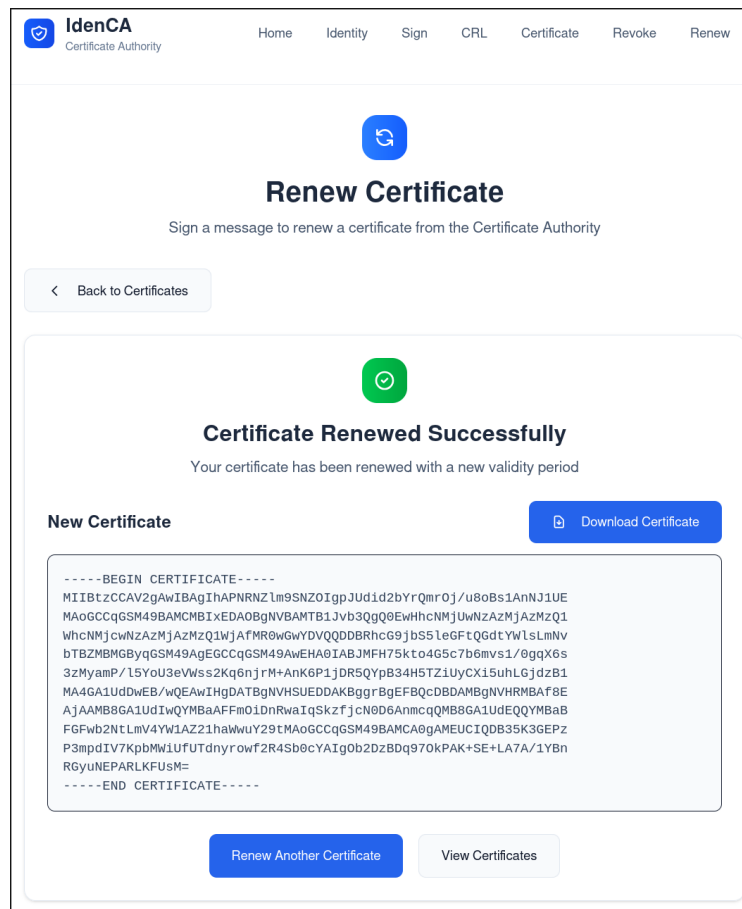 IdenCA
Certificate Authority
Home Identity Sign CRL Certificate Revoke Renew
Renew Certificate
Sign a message to renew a certificate from the Certificate Authority
Back to Certificates
Certificate Renewed Successfully
Your certificate has been renewed with a new validity period
New Certificate
Download Certificate
-----BEGIN CERTIFICATE-----
MIIBtzCCAV2gAwIBAgIhAPNRNZlm9SNZOIgpJUdid2bYrQmrOj/u8oBs1AnNJ1UE
MAoGCCqGSM49BAMCMBIxEDAOBgNVBAMTB1Jvb3QgQ0EwHhcNMjUwNzAzMjAzMzQ1
WhcNMjcwNzAzMjAzMzQ1WjAfMR0wGwYDVQQDDBRhcG9jbS5leGFtQGdtYWlsLmNv
bTBZMBMGByqGSM49AgEGCCqGSM49AwEHA0IABJMFH75kto4G5c7b6mvs1/0gqX6s
3zMyamP/l5YoU3eVWss2Kq6njrM+AnK6P1jDR5QYpB34H5TZiUyCXi5uhLGjdzB1
MA4GA1UdDwEB/wQEAwIHgDATBgNVHSUEDDAKBggrBgEFBQcDBDAMBgNVHRMBAf8E
AjAAMB8GA1UdIwQYMBaAFFmOiDnRwaIqSkzfjcN0D6AnmcqQMB8GA1UdEQQYMBaB
FGFwb2NtLmV4YW1AZ21haWwuY29tMAoGCCqGSM49BAMCA0gAMEUCIQDB35K3GEPz
P3mpdIV7KpbMWiUfUTdnyrowf2R4Sb0cYAIgOb2DzBDq97OkPAK+SE+LA7A/1YBn
RGyuNEPARLKFUsM=
-----END CERTIFICATE-----
Renew Another Certificate View Certificates